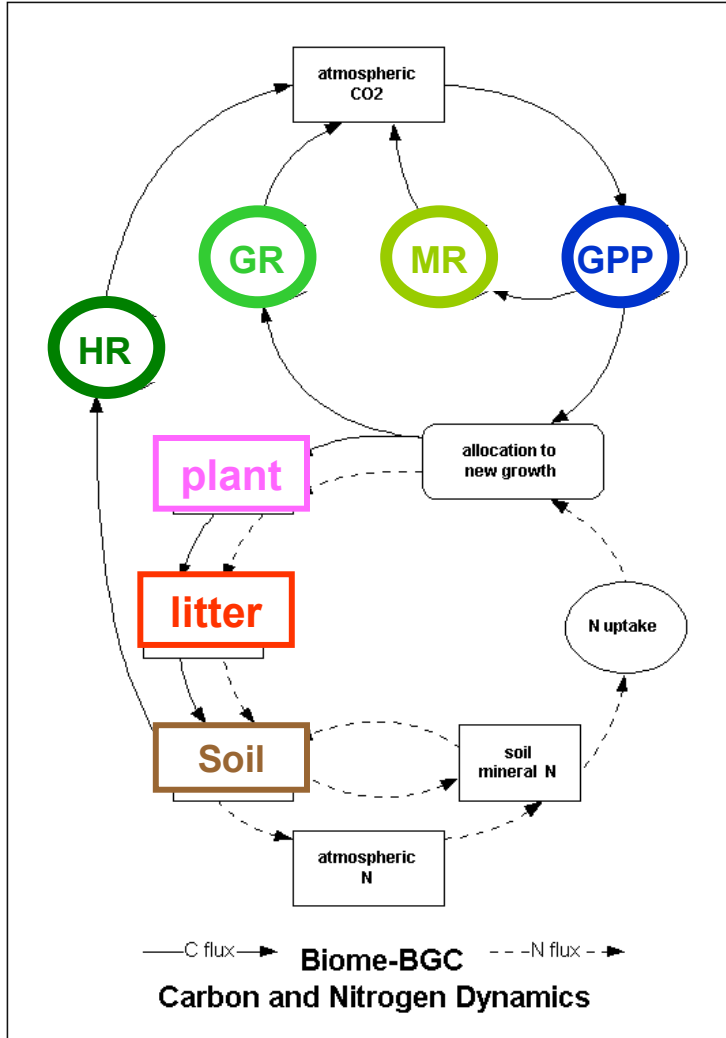 atmospheric
CO2
GR
MR
GPP
HR
allocation to
new growth
plant
litter
N uptake
Soil
soil
mineral N
atmospheric
N
C flux
N flux
Biome-BGC
Carbon and Nitrogen Dynamics